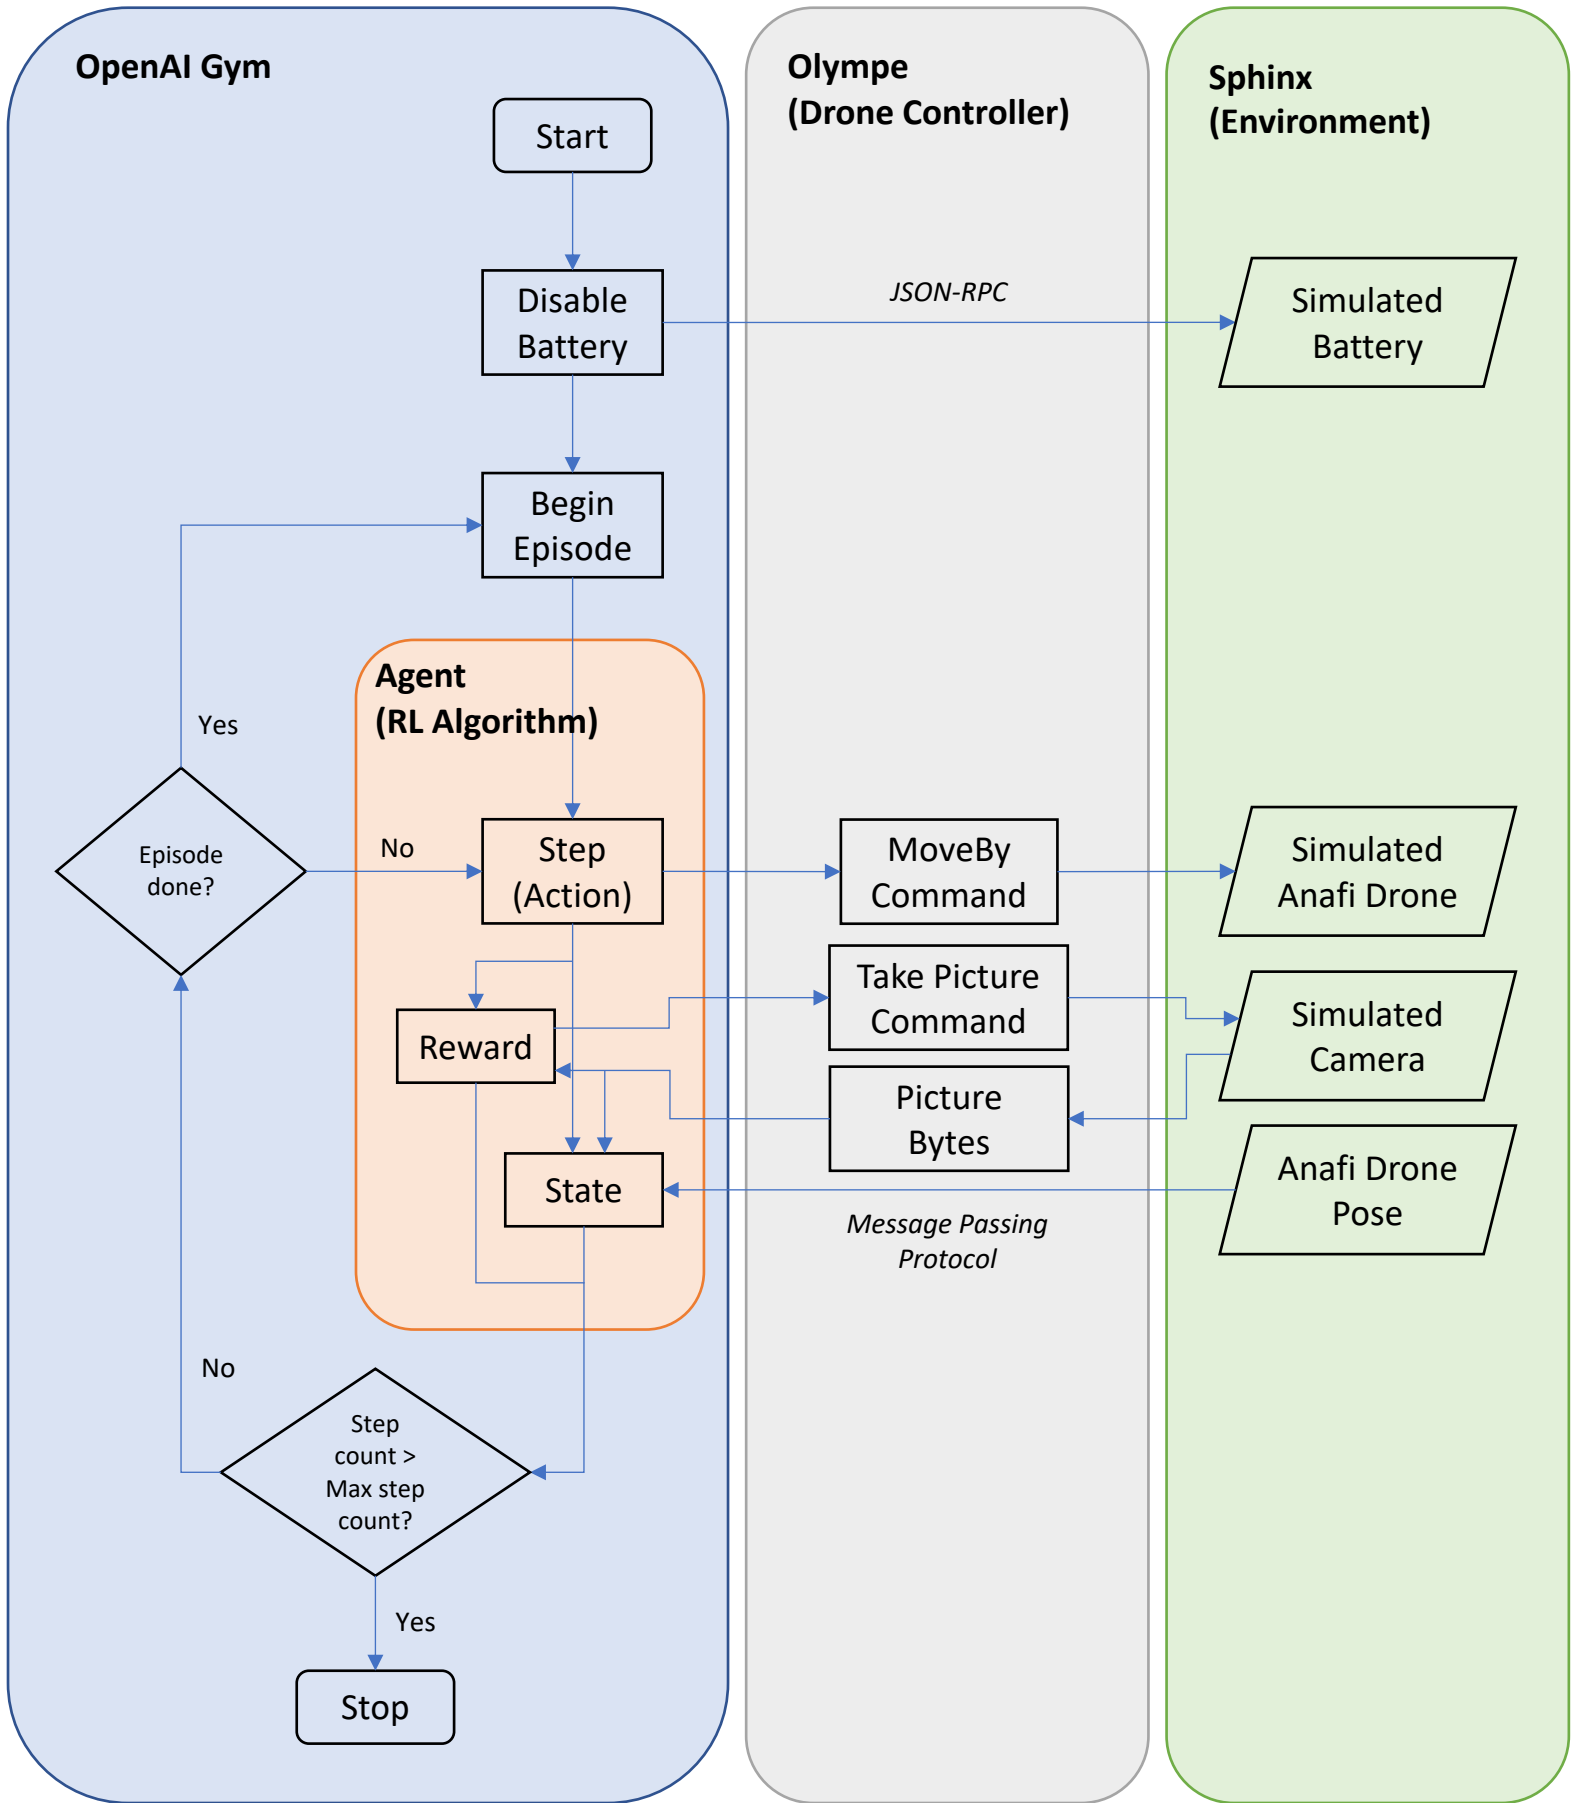 OpenAI Gym
Olympe
(Drone Controller)
Sphinx
(Environment)
Start
Disable
Battery
JSON-RPC
Simulated
Battery
Begin
Episode
Agent
(RL Algorithm)
Yes
Episode
done?
No
Step
(Action)
MoveBy
Command
Simulated
Anafi Drone
Take Picture
Command
Simulated
Camera
Reward
Picture
Bytes
State
Anafi Drone
Pose
Message Passing
Protocol
No
Step
count >
Max step
count?
Yes
Stop